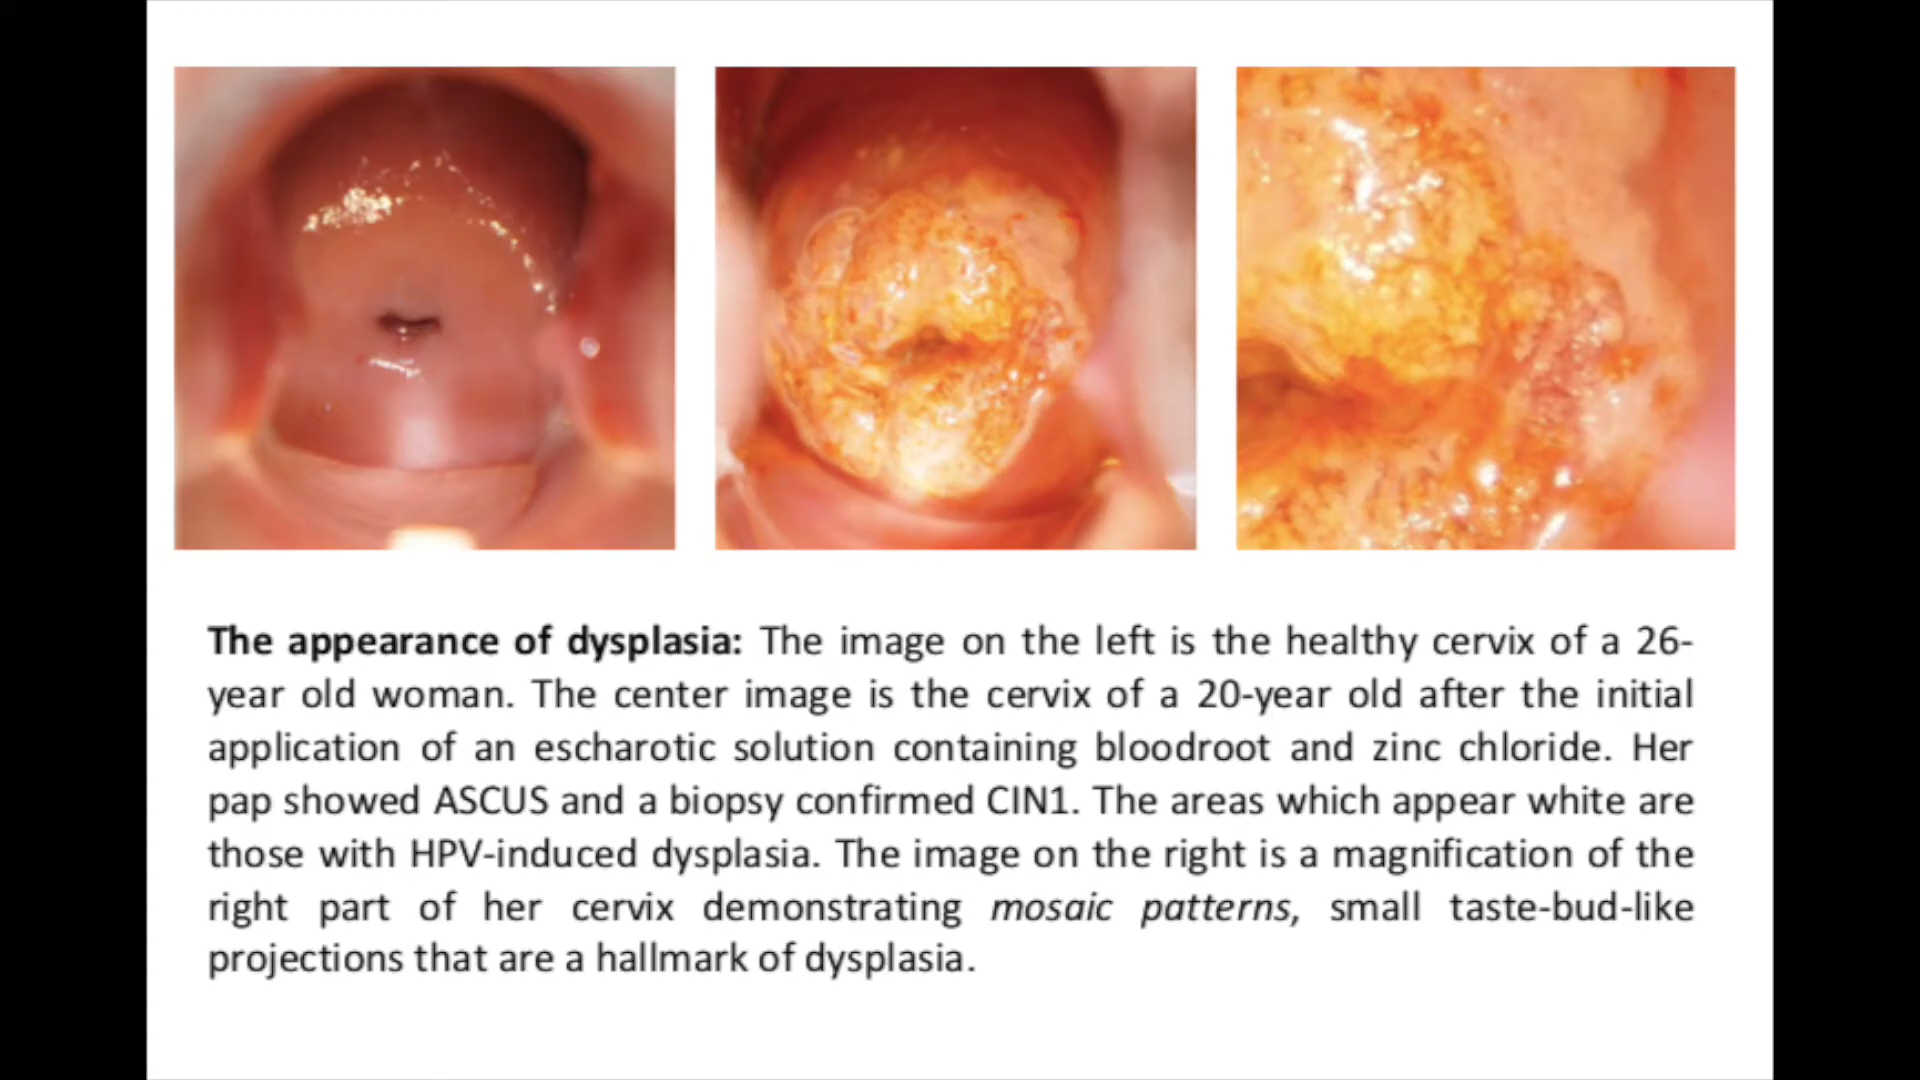 The appearance of dysplasia: The image on the left is the healthy cervix of a 26-
year old woman. The center image is the cervix of a 20-year old after the initial
application of an escharotic solution containing bloodroot and zinc chloride. Her
pap showed ASCUS and a biopsy confirmed CIN1. The areas which appear white are
those with HPV-induced dysplasia. The image on the right is a magnification of the
right part of her cervix demonstrating mosaic patterns, small taste-bud-like
projections that are a hallmark of dysplasia.